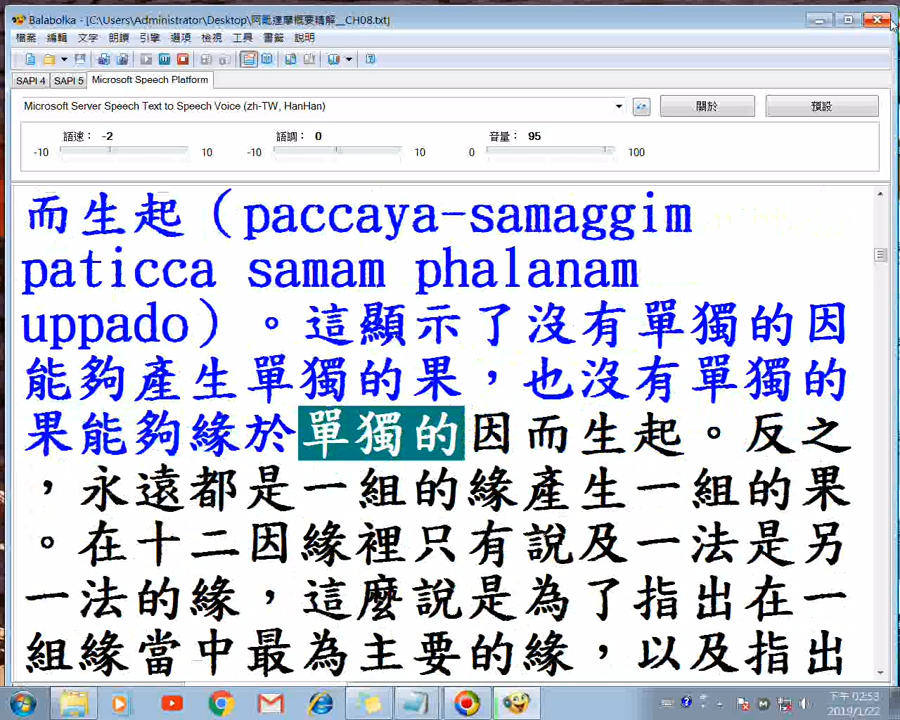 Balabolka - [C:\Users\Administrator\Desktop\阿毗達摩概要精解__CH08.txt]
檔案 編輯 文字 朗讀 引擎 選項 檢視 工具 書籤 說明
SAPI 4 SAPI 5 Microsoft Speech Platform
Microsoft Server Speech Text to Speech Voice (zh-TW, HanHan) 關於 預設
語速： -2 語調： 0 音量： 95
-10 10 -10 10 0 100
而生起（paccaya-samaggim
paticca samam phalanam
uppado）。這顯示了沒有單獨的因
能夠產生單獨的果，也沒有單獨的
果能夠緣於單獨的因而生起。反之
，永遠都是一組的緣產生一組的果
。在十二因緣裡只有說及一法是另
一法的緣，這麼說是為了指出在一
組緣當中最為主要的緣，以及指出
下午 02:53
2019/1/22